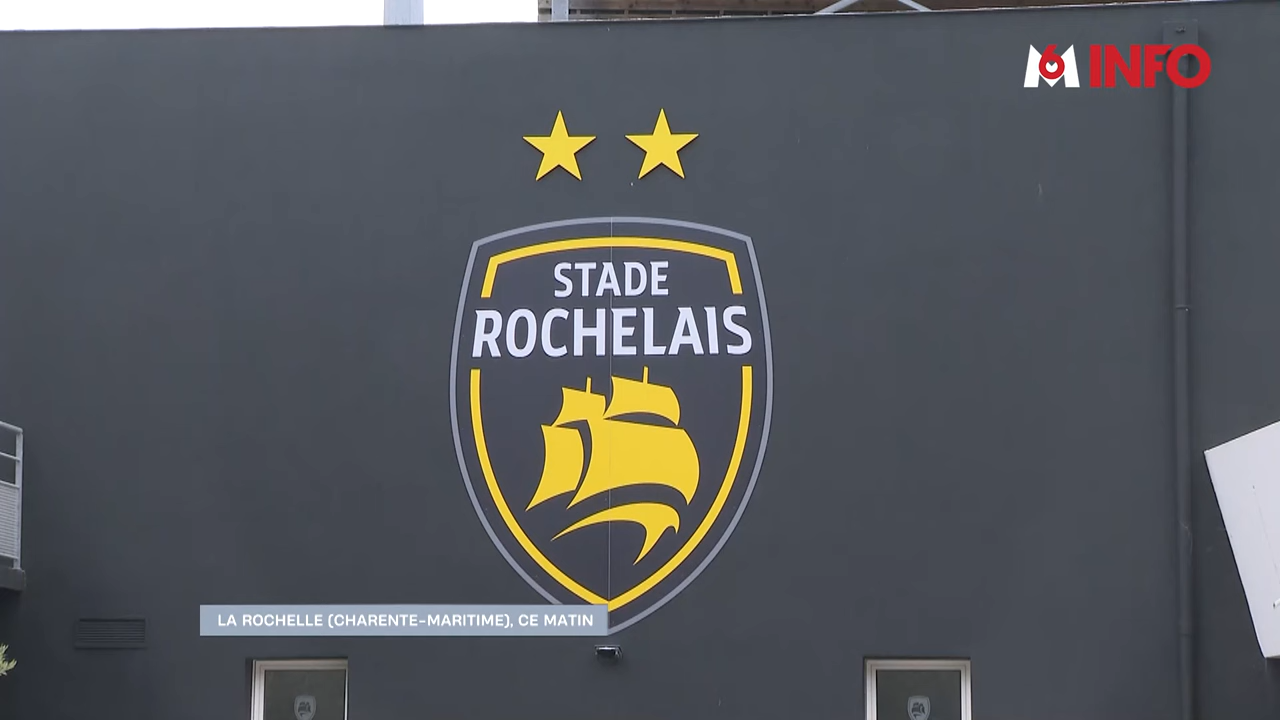 M6 INFO
STADE
ROCHELAIS
LA ROCHELLE (CHARENTE-MARITIME), CE MATIN